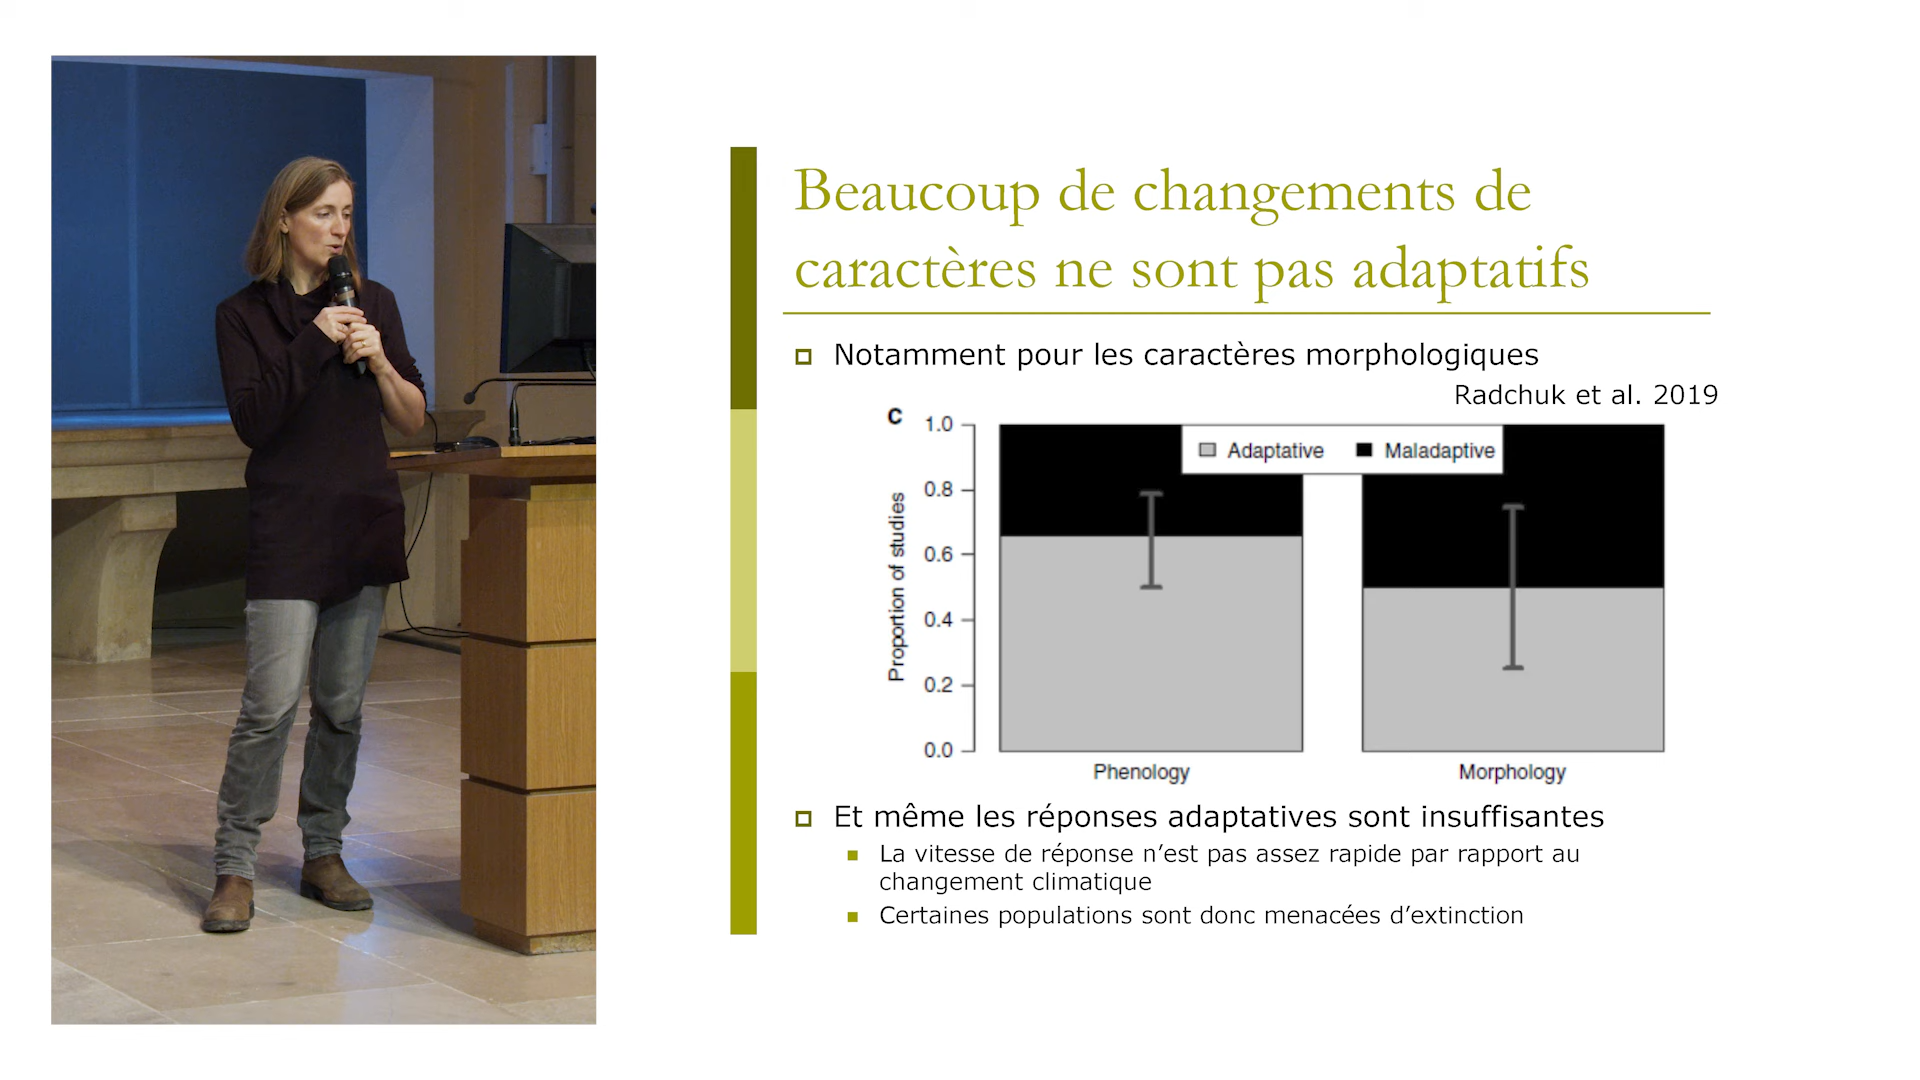 Beaucoup de changements de
caractères ne sont pas adaptatifs
Notamment pour les caractères morphologiques
Radchuk et al. 2019
C
1.0
Adaptative
Maladaptive
0.8
0.6
0.4
0.2
0.0
Proportion of studies
Phenology
Morphology
Et même les réponses adaptatives sont insuffisantes
La vitesse de réponse n’est pas assez rapide par rapport au
changement climatique
Certaines populations sont donc menacées d’extinction